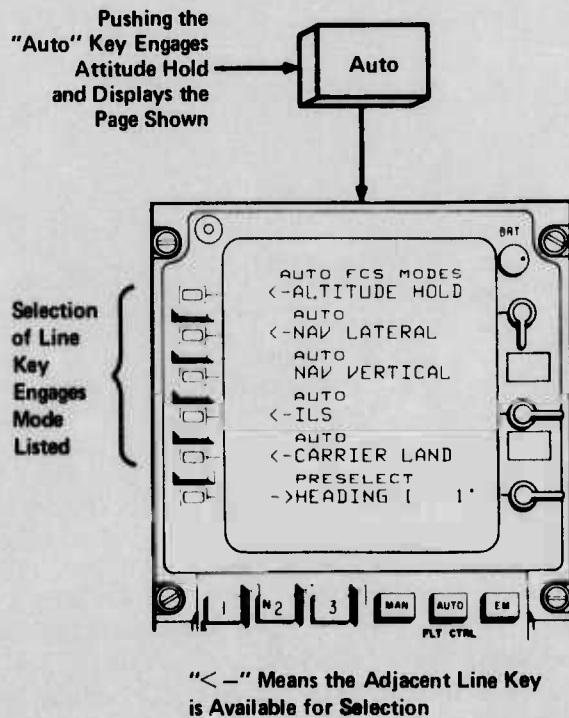 Pushing the
"Auto" Key Engages
Attitude Hold
and Displays the
Page Shown
Auto
BRT
AUTO FCS MODES
<-ALTITUDE HOLD
AUTO
<-NAV LATERAL
AUTO
NAV VERTICAL
AUTO
<-ILS
AUTO
<-CARRIER LAND
PRESELECT
->HEADING [   ]°
Selection
of Line
Key
Engages
Mode
Listed
1 N2 3 MAN AUTO EM
FLT CTRL
"<–" Means the Adjacent Line Key
is Available for Selection